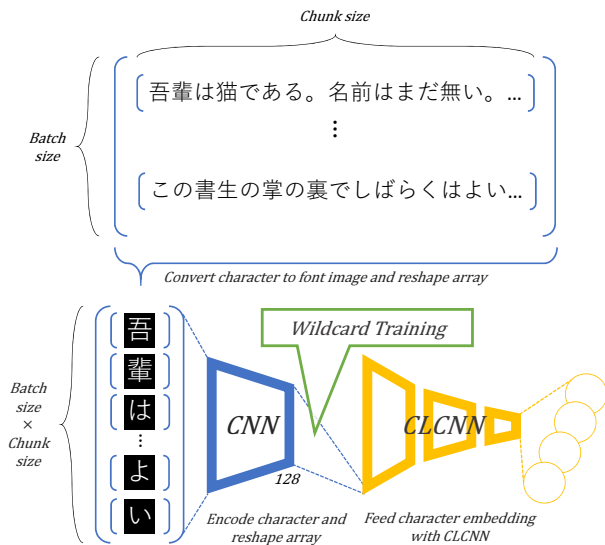 Chunk size
吾輩は猫である。名前はまだ無い。...
Batch
size
この書生の掌の裏でしばらくはよい...
Convert character to font image and reshape array
吾
輩
は
...
よ
い
Batch
size
×
Chunk
size
Wildcard Training
CNN
128
CLCNN
Encode character and
reshape array
Feed character embedding
with CLCNN